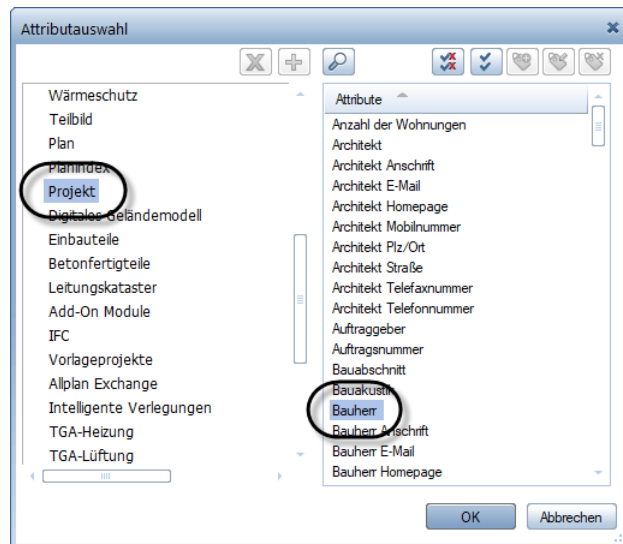 Attributauswahl
Wärmeschutz
Teilbild
Plan
Planindex
Projekt
Digitales Geländemodell
Einbauteile
Betonfertigteile
Leitungskataster
Add-On Module
IFC
Vorlageprojekte
Allplan Exchange
Intelligente Verlegungen
TGA-Heizung
TGA-Lüftung
Attribute
Anzahl der Wohnungen
Architekt
Architekt Anschrift
Architekt E-Mail
Architekt Homepage
Architekt Mobilnummer
Architekt Plz/Ort
Architekt Straße
Architekt Telefaxnummer
Architekt Telefonnummer
Auftraggeber
Auftragsnummer
Bauabschnitt
Bauakustik
Bauherr
Bauherr Anschrift
Bauherr E-Mail
Bauherr Homepage
OK
Abbrechen